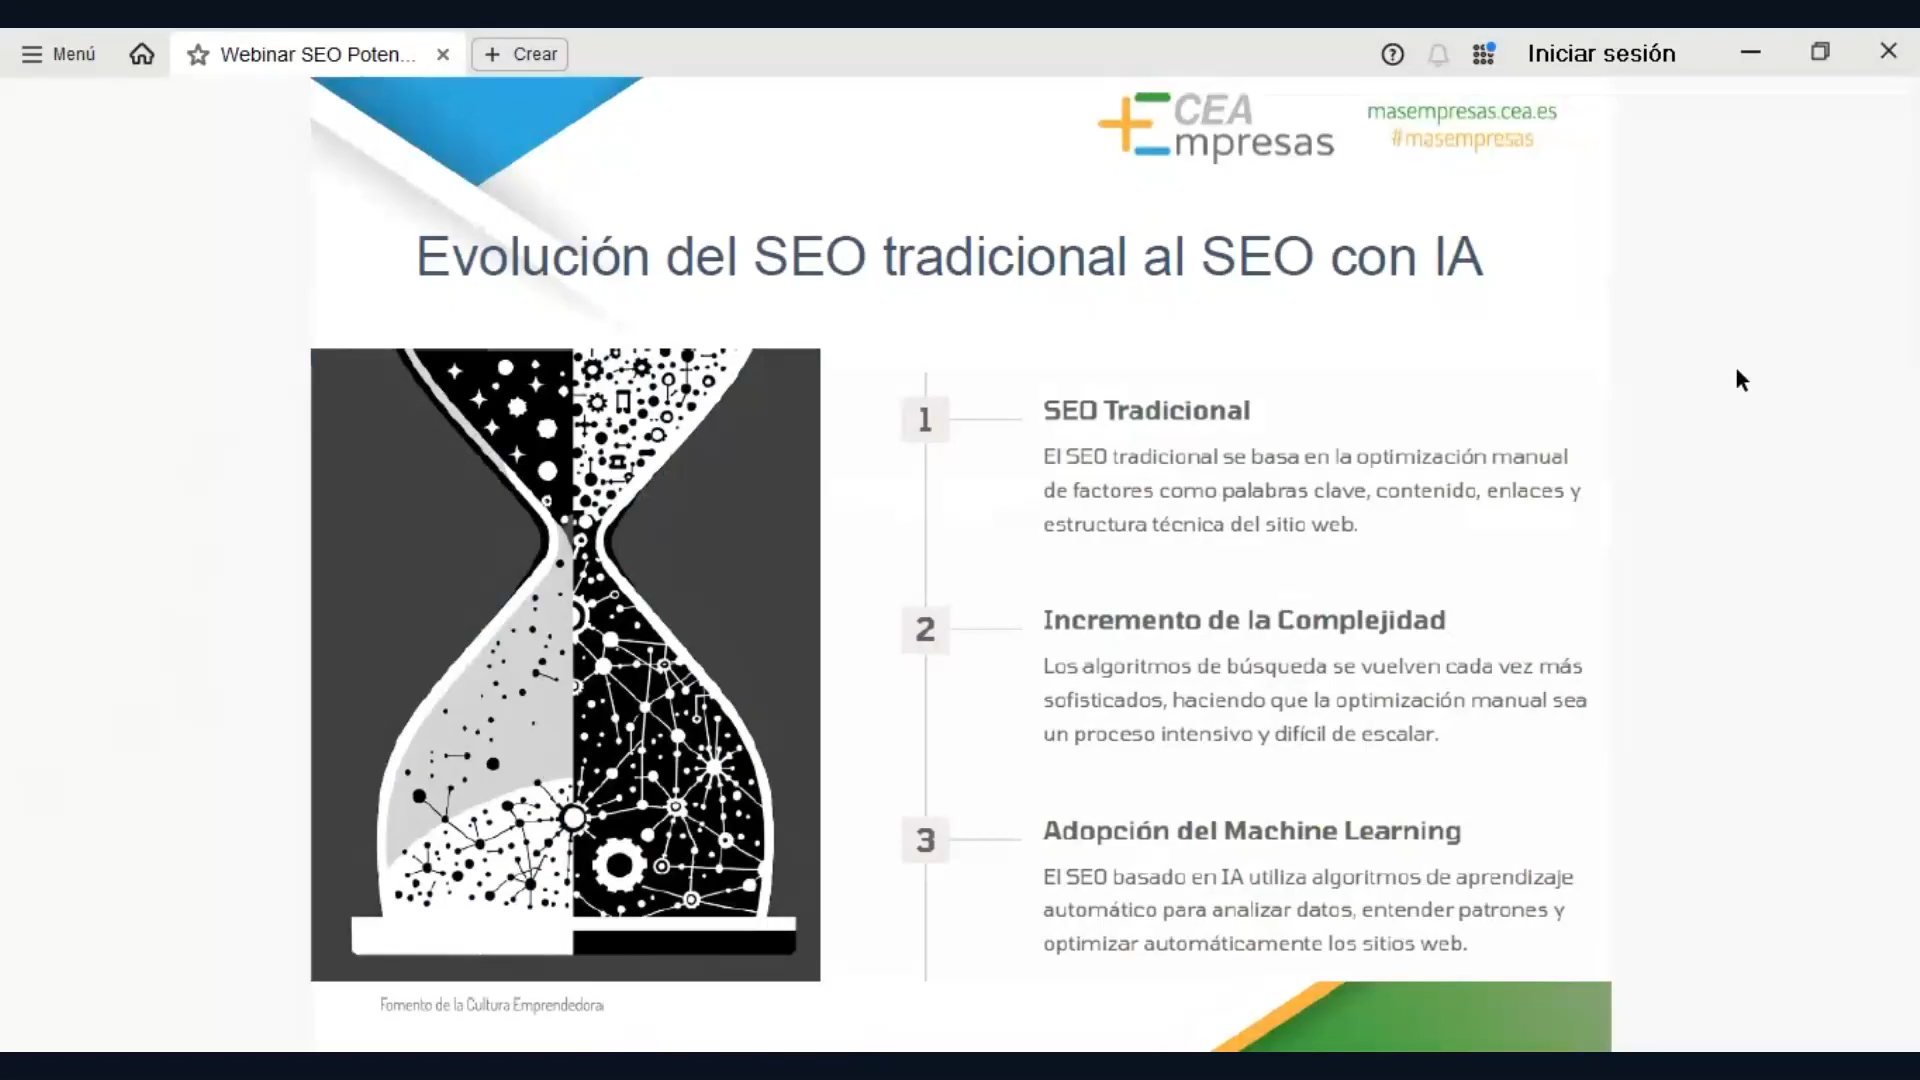 Menú
Webinar SEO Poten...
Crear
Iniciar sesión
CEA
mpresas
masempresas.cea.es
#masempresas
Evolución del SEO tradicional al SEO con IA
1
SEO Tradicional
El SEO tradicional se basa en la optimización manual
de factores como palabras clave, contenido, enlaces y
estructura técnica del sitio web.
2
Incremento de la Complejidad
Los algoritmos de búsqueda se vuelven cada vez más
sofisticados, haciendo que la optimización manual sea
un proceso intensivo y difícil de escalar.
3
Adopción del Machine Learning
El SEO basado en IA utiliza algoritmos de aprendizaje
automático para analizar datos, entender patrones y
optimizar automáticamente los sitios web.
Fomento de la Cultura Emprendedora